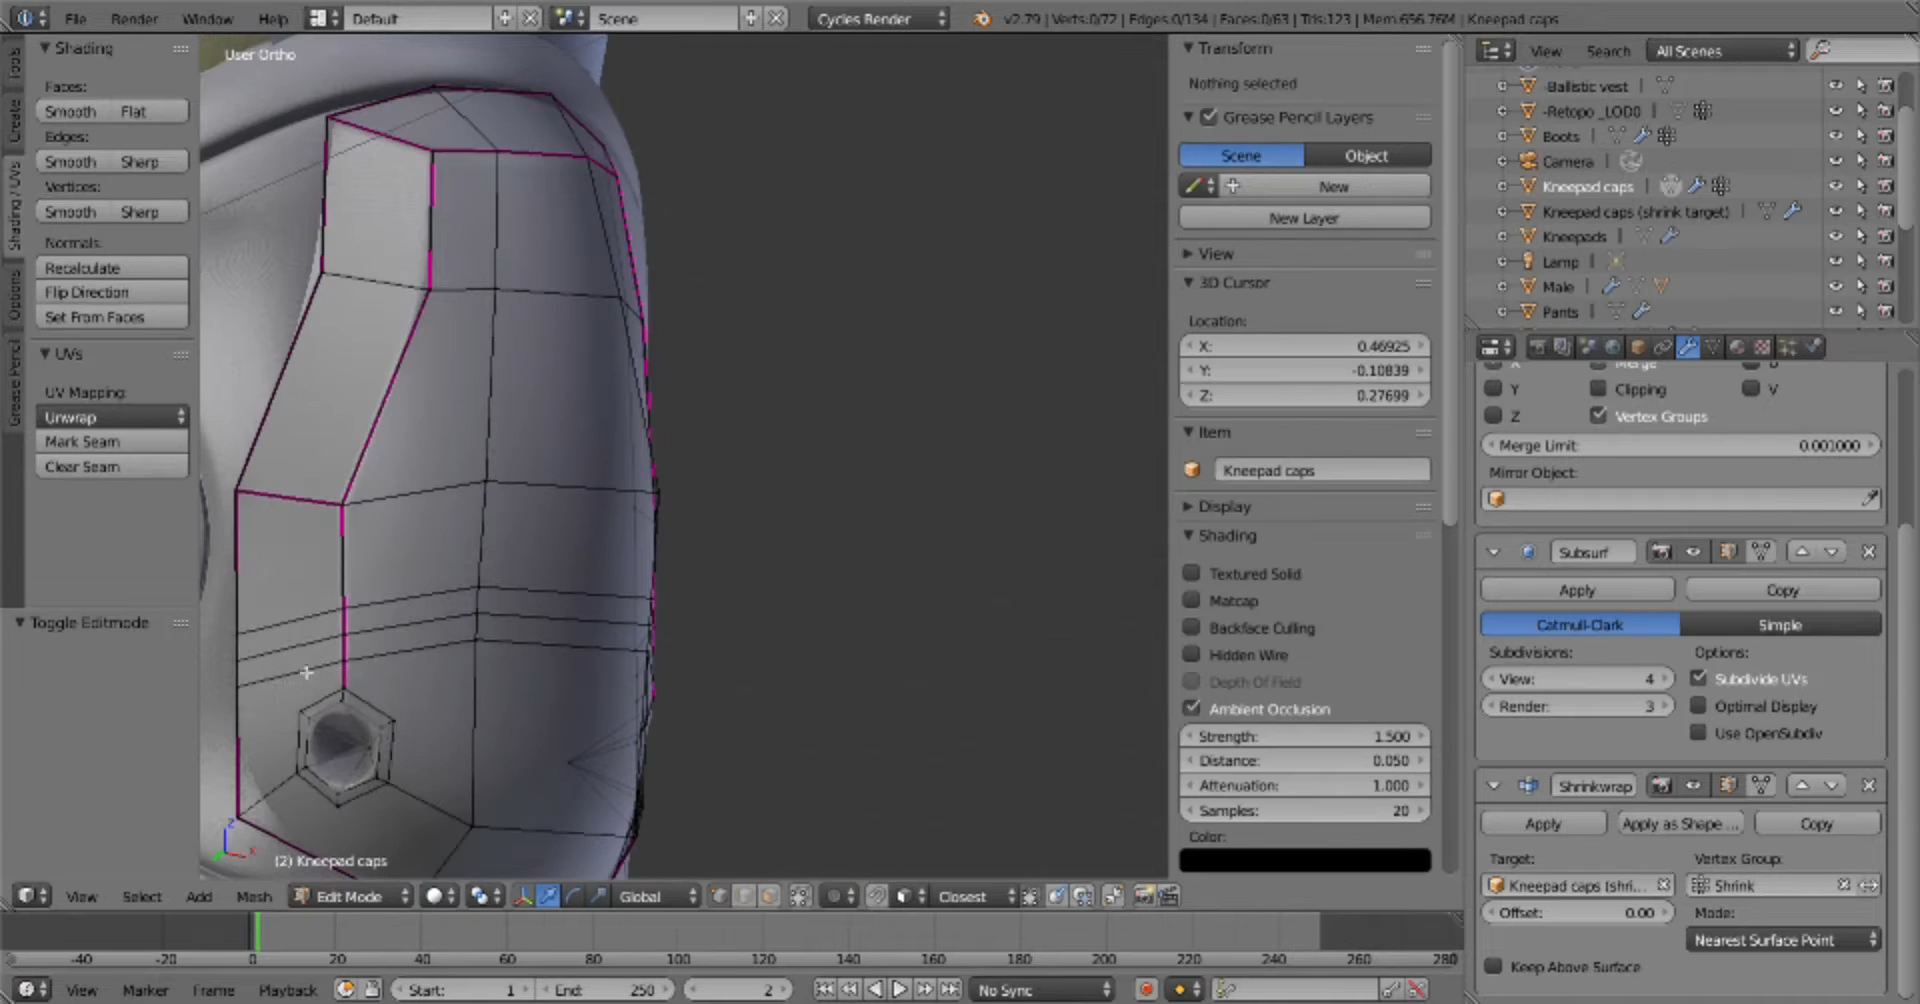 File Render Window Help Default Scene Cycles Render v2.79 | Verts:0/72 | Edges:0/134 | Faces:0/63 | Tris:123 | Mem:656.76M | Kneepad caps
Tools
Create
Shading / UVs
Options
Grease Pencil
Shading
Faces:
Smooth Flat
Edges:
Smooth Sharp
Vertices:
Smooth Sharp
Normals:
Recalculate
Flip Direction
Set From Faces
UVs
UV Mapping:
Unwrap
Mark Seam
Clear Seam
Toggle Editmode
User Ortho
(2) Kneepad caps
Transform
Nothing selected
Grease Pencil Layers
Scene Object
New
New Layer
View
3D Cursor
Location:
X: 0.46925
Y: -0.10839
Z: 0.27699
Item
Kneepad caps
Display
Shading
Textured Solid
Matcap
Backface Culling
Hidden Wire
Depth Of Field
Ambient Occlusion
Strength: 1.500
Distance: 0.050
Attenuation: 1.000
Samples: 20
Color:
View Search All Scenes
-Ballistic vest
-Retopo _LOD0
Boots
Camera
Kneepad caps
Kneepad caps (shrink target)
Kneepads
Lamp
Male
Pants
X Merge U
Y Clipping V
Z Vertex Groups
Merge Limit: 0.001000
Mirror Object:
Subsurf
Apply Copy
Catmull-Clark Simple
Subdivisions: Options:
View: 4 Subdivide UVs
Render: 3 Optimal Display
Use OpenSubdiv
Shrinkwrap
Apply Apply as Shape ... Copy
Target: Vertex Group:
Kneepad caps (shri... Shrink
Offset: 0.00 Mode:
Nearest Surface Point
Keep Above Surface
View Select Add Mesh Edit Mode Global Closest
-40 -20 0 20 40 60 80 100 120 140 160 180 200 220 240 260 280
View Marker Frame Playback Start: 1 End: 250 2 No Sync